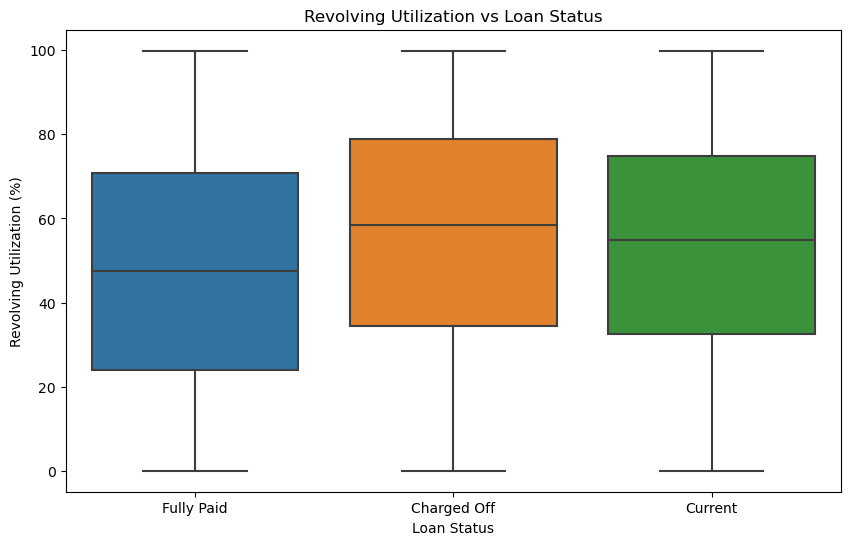 Revolving Utilization vs Loan Status
Revolving Utilization (%)
100
80
60
40
20
0
Fully Paid
Charged Off
Current
Loan Status